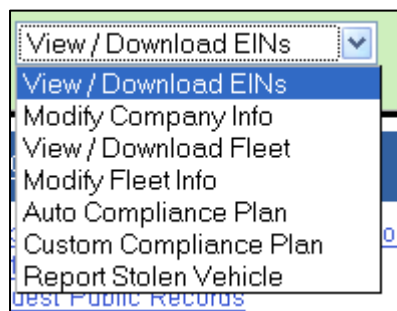 View / Download EINs
View / Download EINs
Modify Company Info
View / Download Fleet
Modify Fleet Info
Auto Compliance Plan
Custom Compliance Plan
Report Stolen Vehicle
Public Records